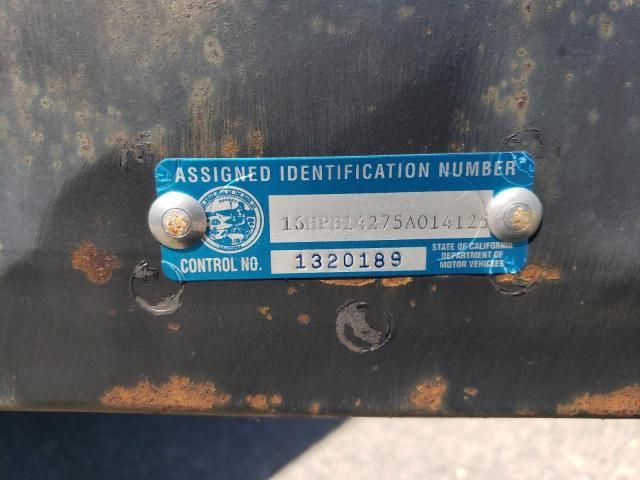 ASSIGNED IDENTIFICATION NUMBER
16HPB14275A014125
CONTROL NO.
1320189
STATE OF CALIFORNIA
DEPARTMENT OF
MOTOR VEHICLES